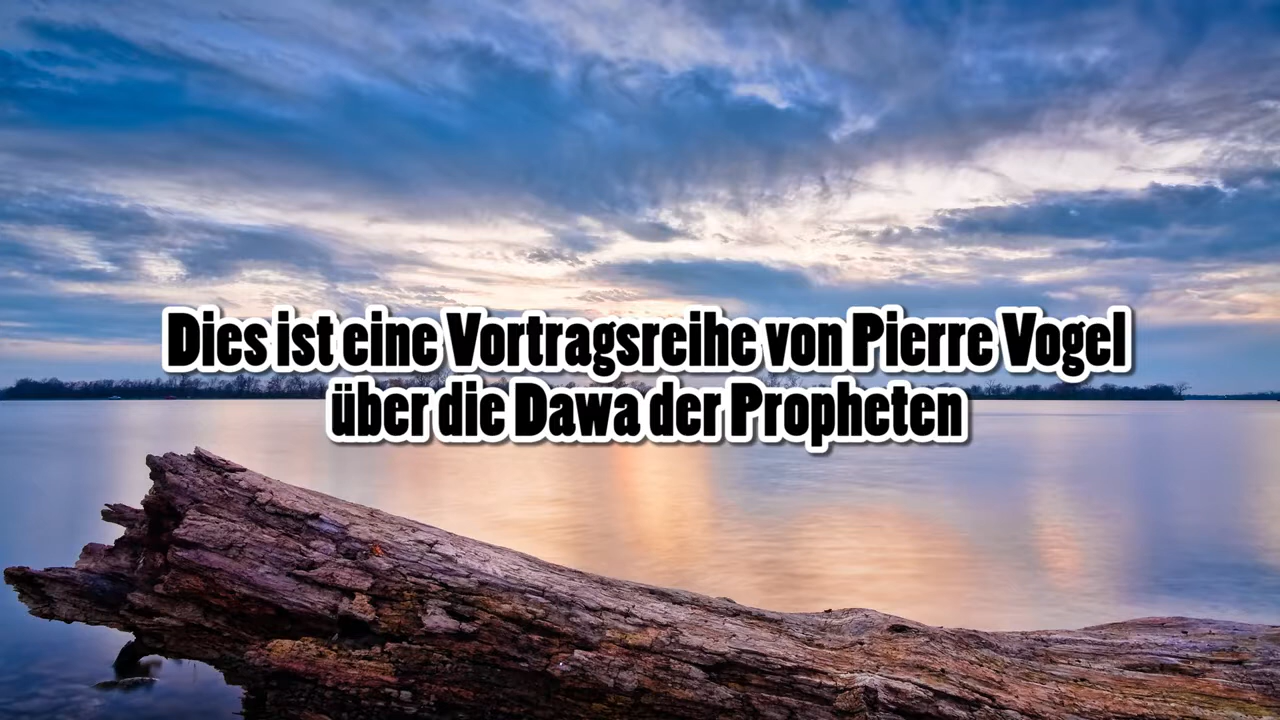 Dies ist eine Vortragsreihe von Pierre Vogel
über die Dawa der Propheten